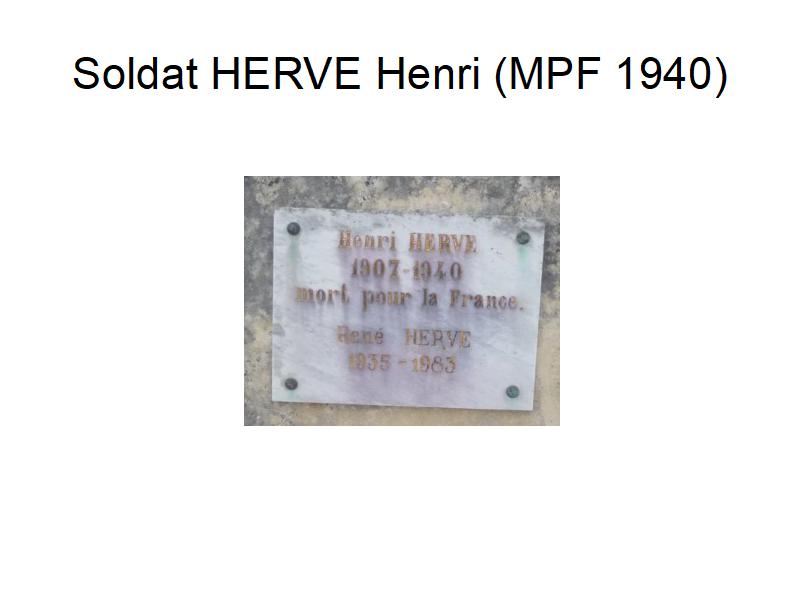 Soldat HERVE Henri (MPF 1940)
Henri HERVE
1907-1940
mort pour la France.
René HERVE
1935-1983